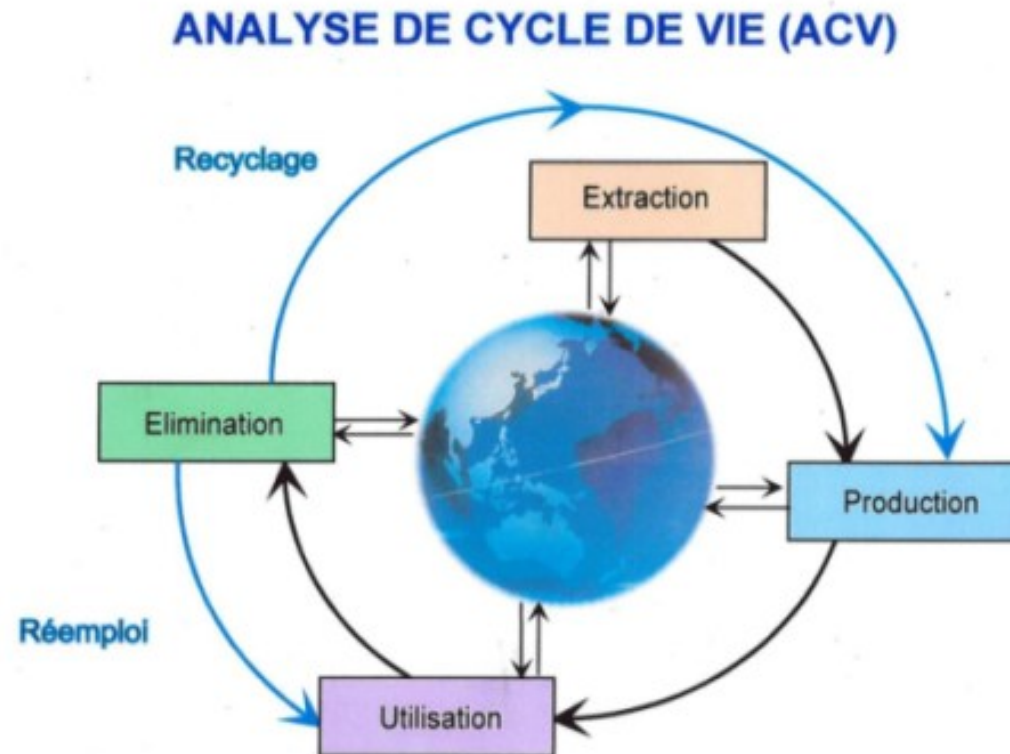 ANALYSE DE CYCLE DE VIE (ACV)
Recyclage
Extraction
Elimination
Production
Réemploi
Utilisation